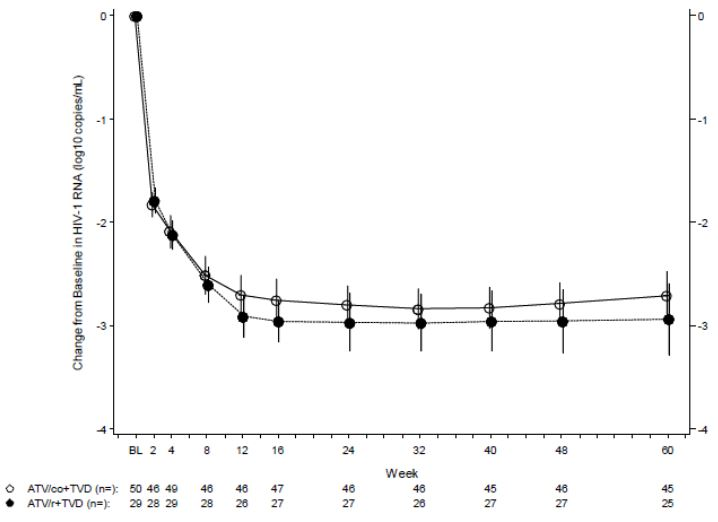 Change from Baseline in HIV-1 RNA (log10 copies/mL)
0 0
-1 -1
-2 -2
-3 -3
-4 -4
BL 2 4 8 12 16 24 32 40 48 60
Week
ATV/co+TVD (n=): 50 46 49 46 46 47 46 46 45 46 45
ATV/r+TVD (n=): 29 28 29 28 26 27 27 26 27 27 25